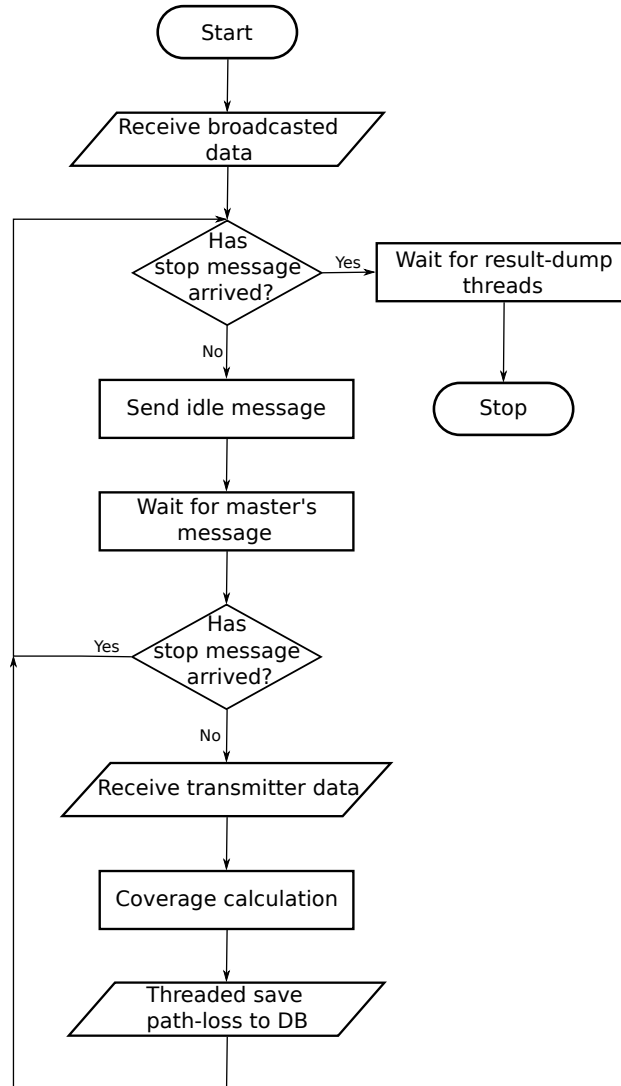 Start
Receive broadcasted
data
Has
stop message
arrived?
Yes
Wait for result-dump
threads
No
Send idle message
Stop
Wait for master's
message
Has
stop message
arrived?
Yes
No
Receive transmitter data
Coverage calculation
Threaded save
path-loss to DB